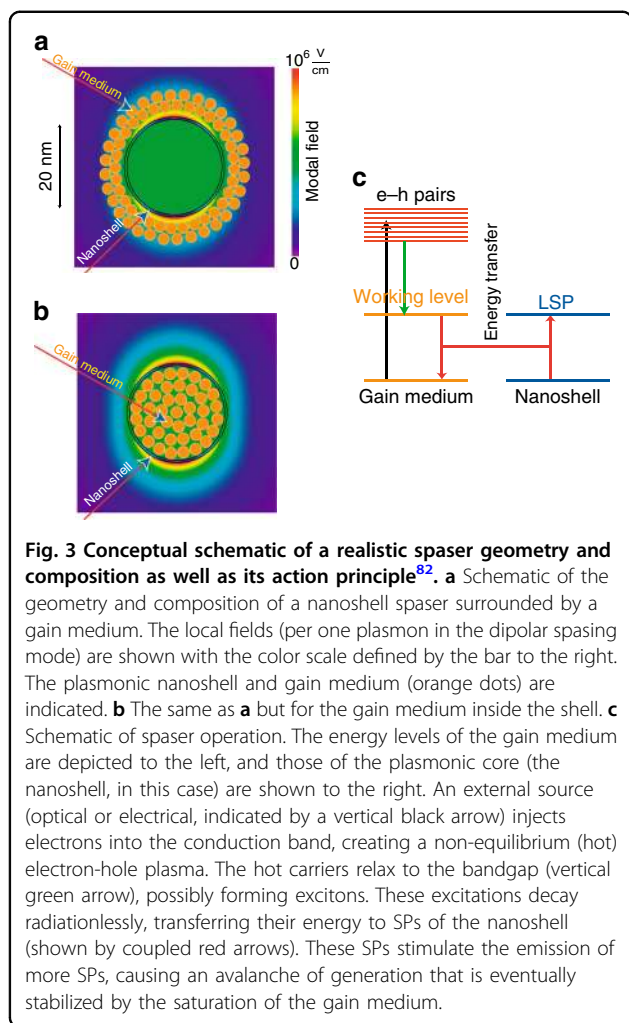 a
Gain medium
20 nm
Nanoshell
10⁶ V/cm
Modal field
0
b
Gain medium
Nanoshell
c
e–h pairs
Working level
Energy transfer
LSP
Gain medium
Nanoshell
Fig. 3 Conceptual schematic of a realistic spaser geometry and
composition as well as its action principle⁸². a Schematic of the
geometry and composition of a nanoshell spaser surrounded by a
gain medium. The local fields (per one plasmon in the dipolar spasing
mode) are shown with the color scale defined by the bar to the right.
The plasmonic nanoshell and gain medium (orange dots) are
indicated. b The same as a but for the gain medium inside the shell. c
Schematic of spaser operation. The energy levels of the gain medium
are depicted to the left, and those of the plasmonic core (the
nanoshell, in this case) are shown to the right. An external source
(optical or electrical, indicated by a vertical black arrow) injects
electrons into the conduction band, creating a non-equilibrium (hot)
electron-hole plasma. The hot carriers relax to the bandgap (vertical
green arrow), possibly forming excitons. These excitations decay
radiationlessly, transferring their energy to SPs of the nanoshell
(shown by coupled red arrows). These SPs stimulate the emission of
more SPs, causing an avalanche of generation that is eventually
stabilized by the saturation of the gain medium.